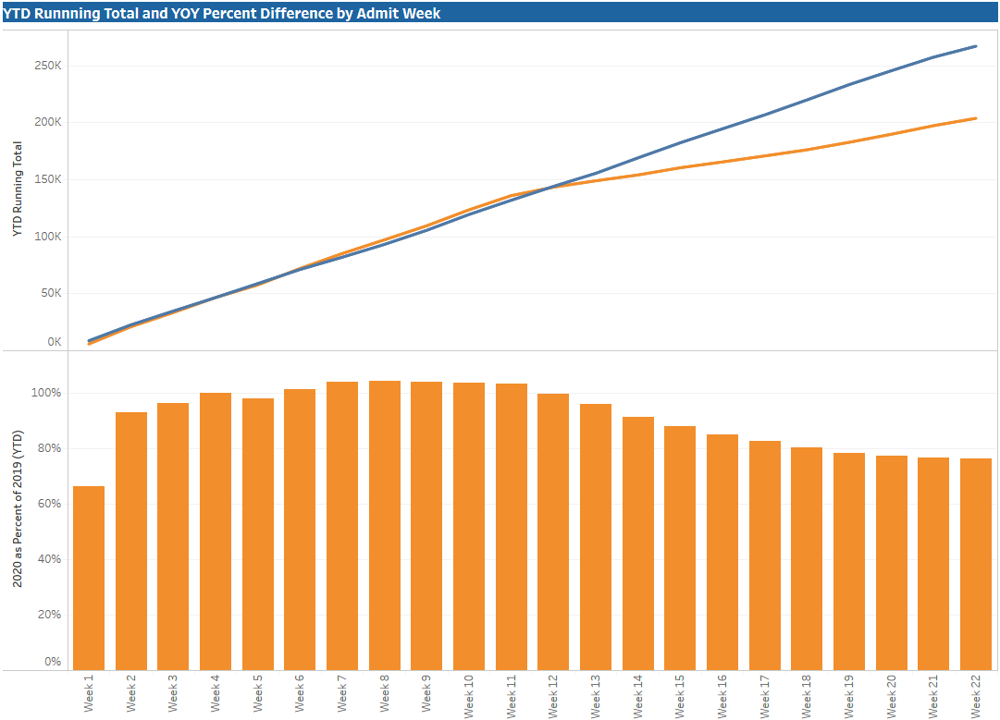 YTD Runnning Total and YOY Percent Difference by Admit Week
YTD Running Total
250K
200K
150K
100K
50K
0K
2020 as Percent of 2019 (YTD)
100%
80%
60%
40%
20%
0%
Week 1
Week 2
Week 3
Week 4
Week 5
Week 6
Week 7
Week 8
Week 9
Week 10
Week 11
Week 12
Week 13
Week 14
Week 15
Week 16
Week 17
Week 18
Week 19
Week 20
Week 21
Week 22